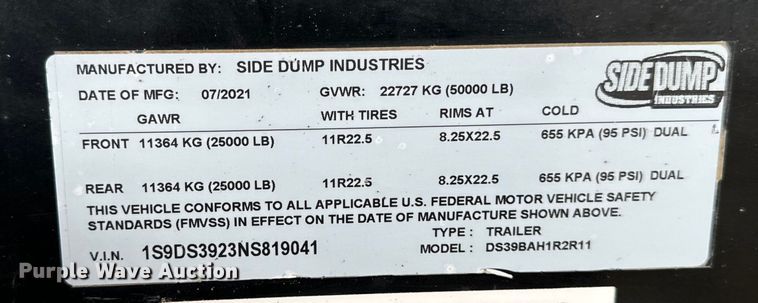 MANUFACTURED BY: SIDE DUMP INDUSTRIES
SIDE DUMP
INDUSTRIES
DATE OF MFG: 07/2021 GVWR: 22727 KG (50000 LB)
GAWR WITH TIRES RIMS AT COLD
FRONT 11364 KG (25000 LB) 11R22.5 8.25X22.5 655 KPA (95 PSI) DUAL
REAR 11364 KG (25000 LB) 11R22.5 8.25X22.5 655 KPA (95 PSI) DUAL
THIS VEHICLE CONFORMS TO ALL APPLICABLE U.S. FEDERAL MOTOR VEHICLE SAFETY
STANDARDS (FMVSS) IN EFFECT ON THE DATE OF MANUFACTURE SHOWN ABOVE.
TYPE: TRAILER
V.I.N. 1S9DS3923NS819041 MODEL: DS39BAH1R2R11
Purple Wave Auction